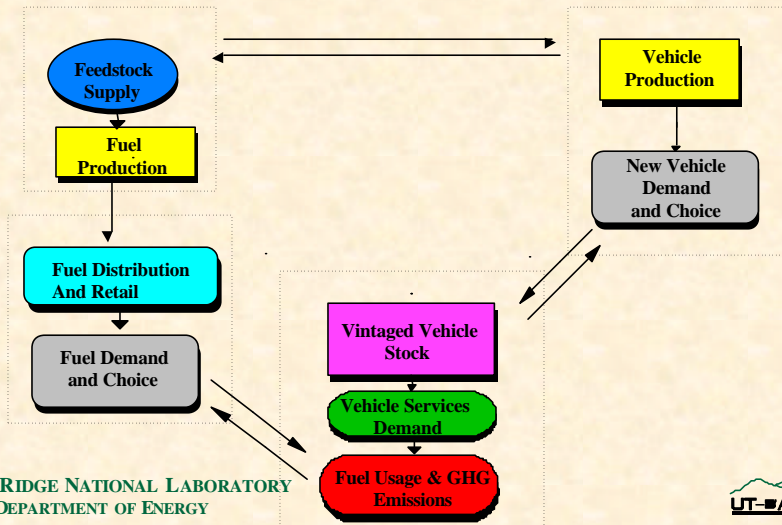 Feedstock
Supply
Fuel
Production
Vehicle
Production
New Vehicle
Demand
and Choice
Fuel Distribution
And Retail
Fuel Demand
and Choice
Vintaged Vehicle
Stock
Vehicle Services
Demand
Fuel Usage & GHG
Emissions
RIDGE NATIONAL LABORATORY
DEPARTMENT OF ENERGY